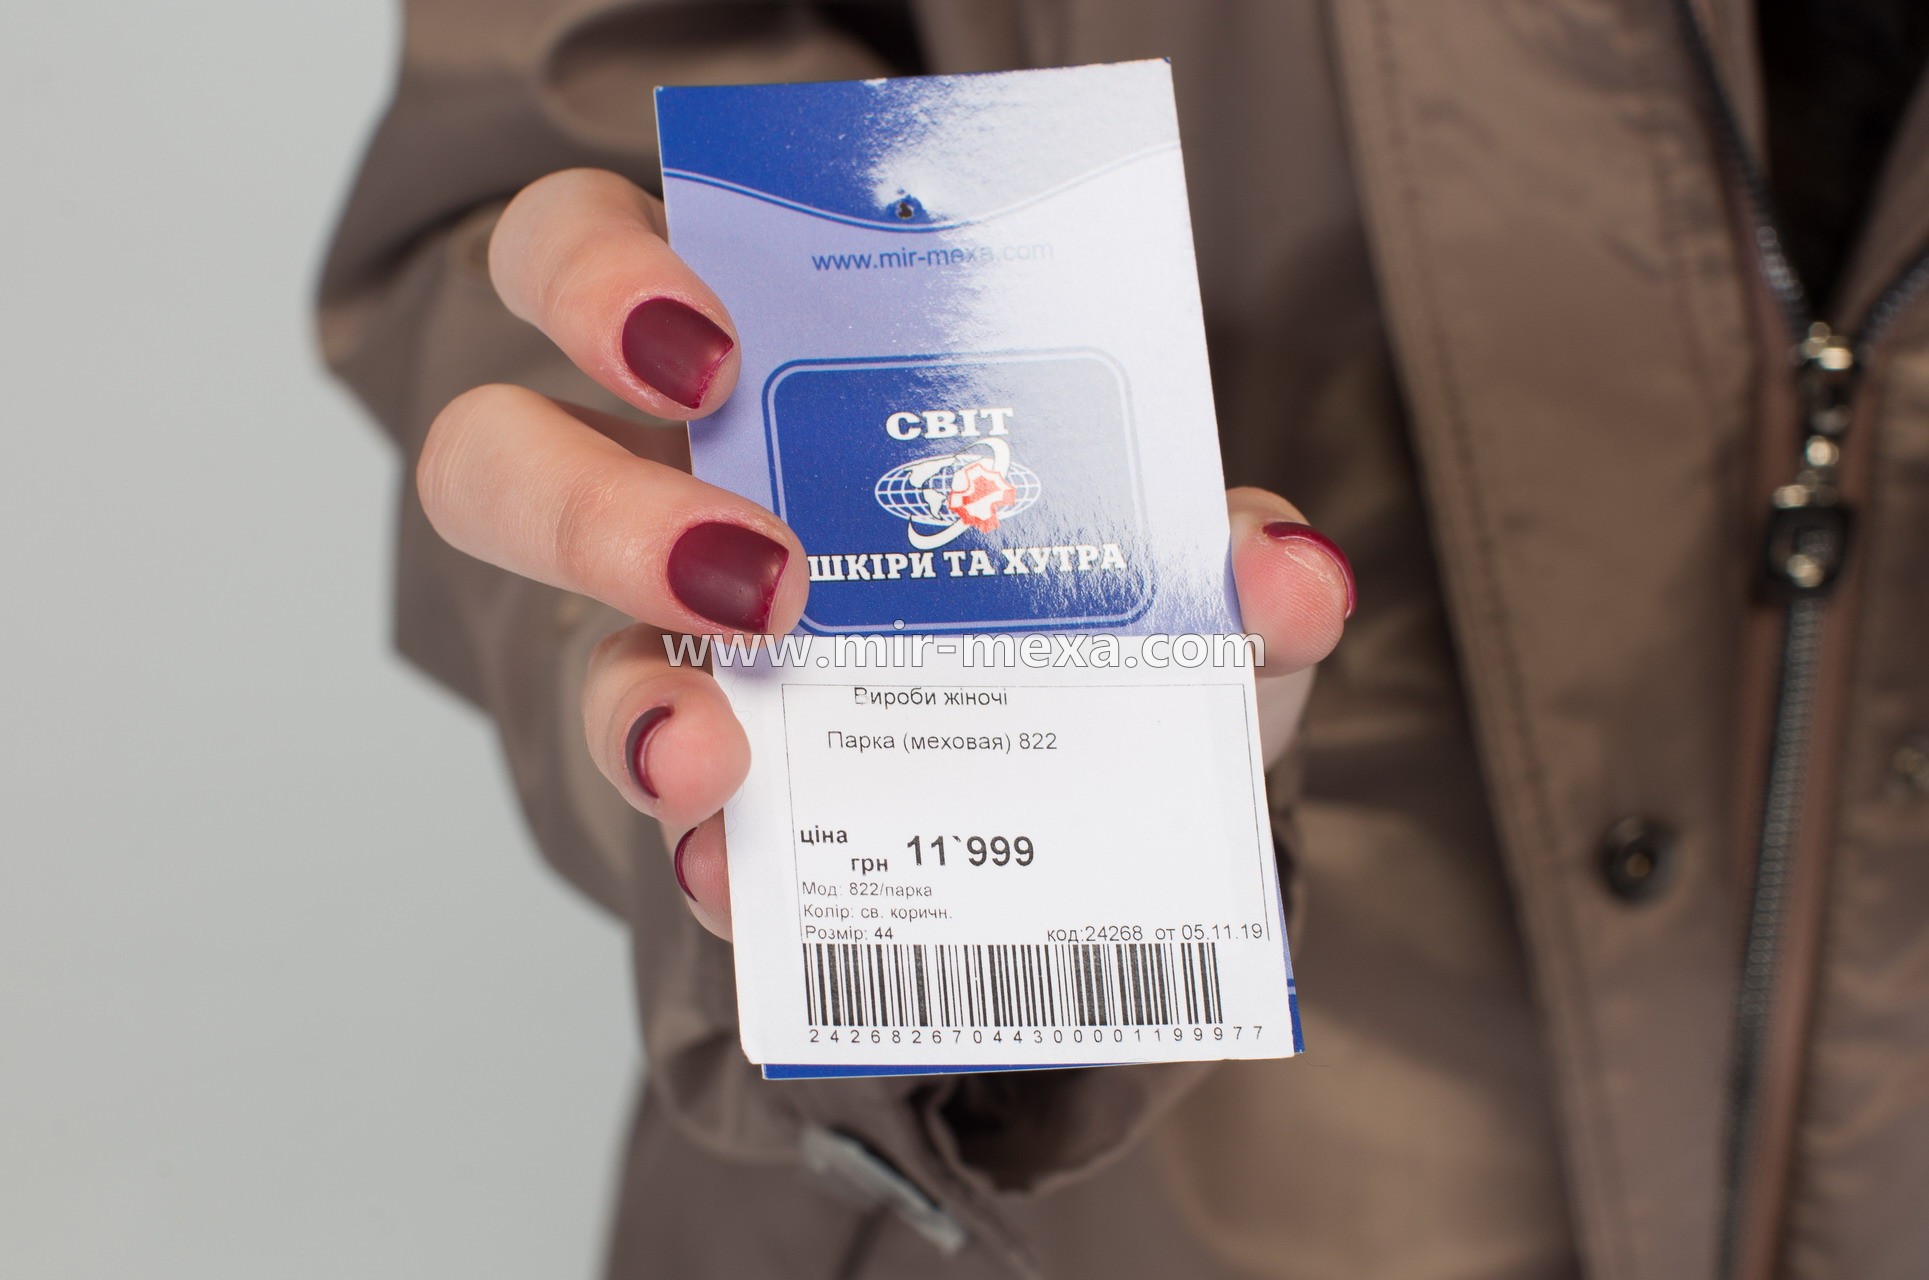 www.mir-mexa.com
СВІТ
ШКІРИ ТА ХУТРА
www.mir-mexa.com
Вироби жіночі
Парка (меховая) 822
ціна
грн 11`999
Мод: 822/парка
Колір: св. коричн.
Розмір: 44 код:24268 от 05.11.19
2426826704430000119997 7